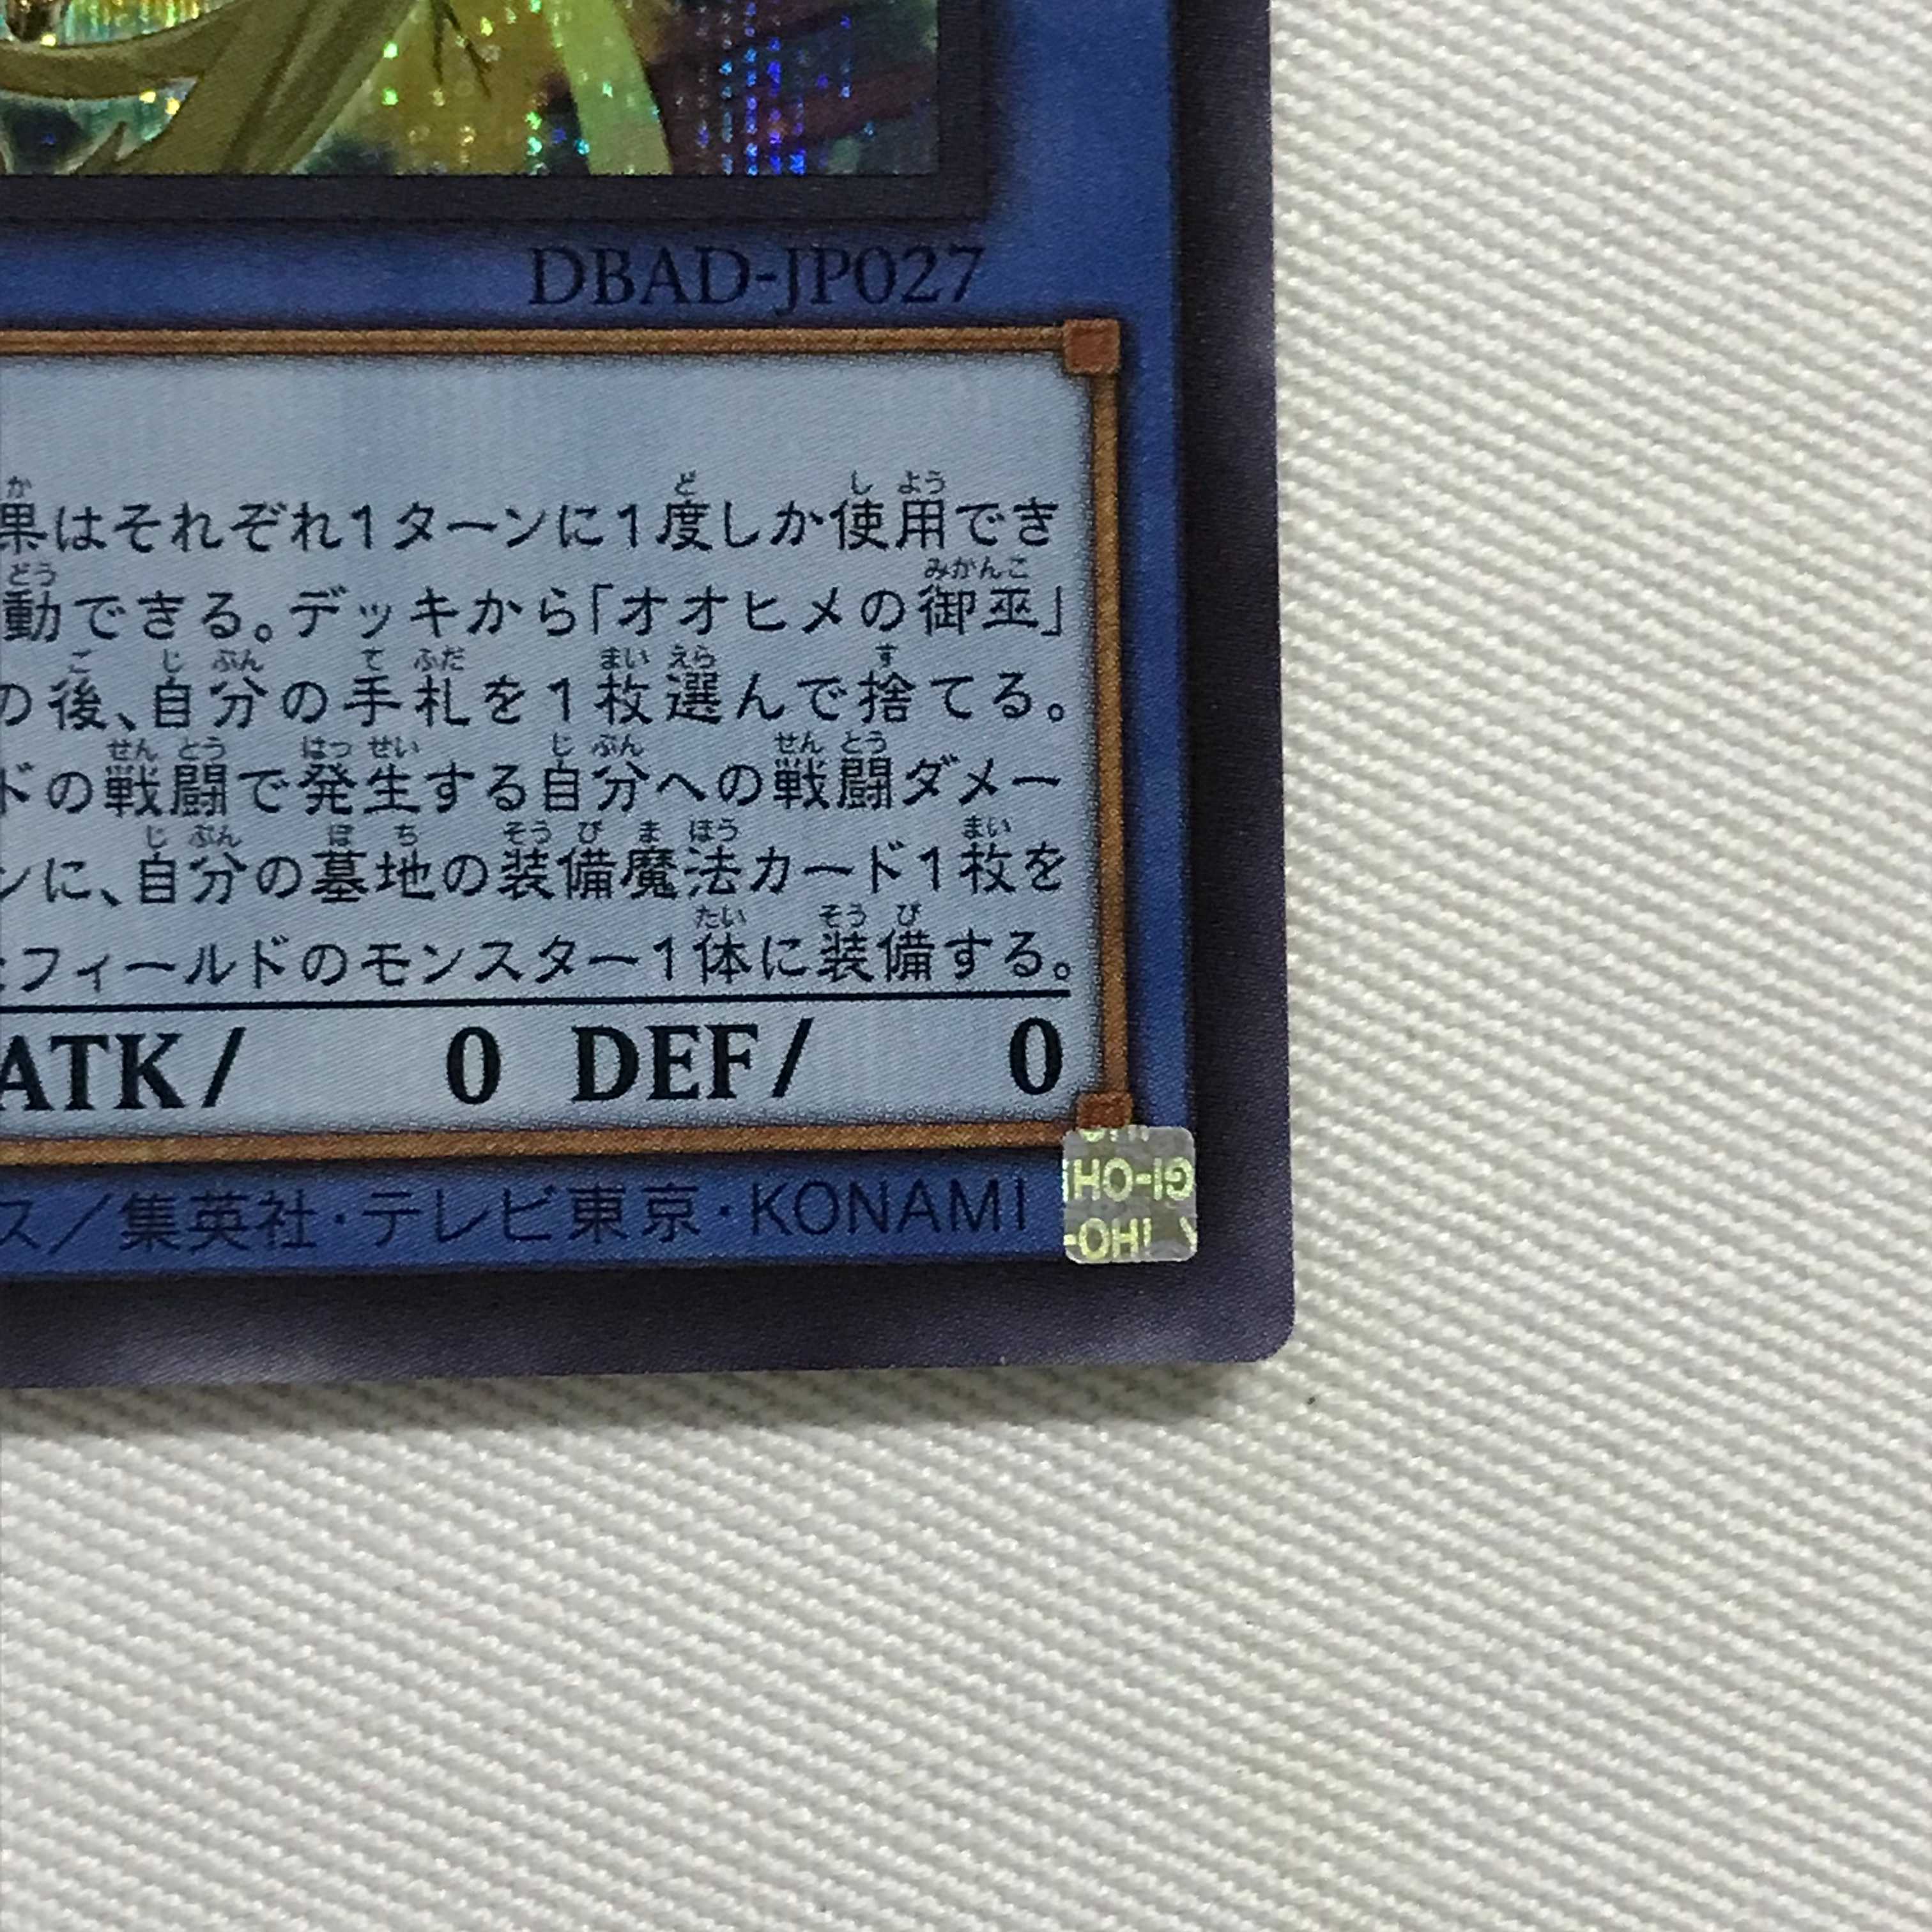 DBAD-JP027
果はそれぞれ1ターンに1度しか使用でき
動できる。デッキから「オオヒメの御巫」
の後、自分の手札を1枚選んで捨てる。
ドの戦闘で発生する自分への戦闘ダメー
ンに、自分の墓地の装備魔法カード1枚を
フィールドのモンスター1体に装備する。
ATK/ 0 DEF/ 0
ス/集英社・テレビ東京・KONAMI
GI-OH!
-OH!